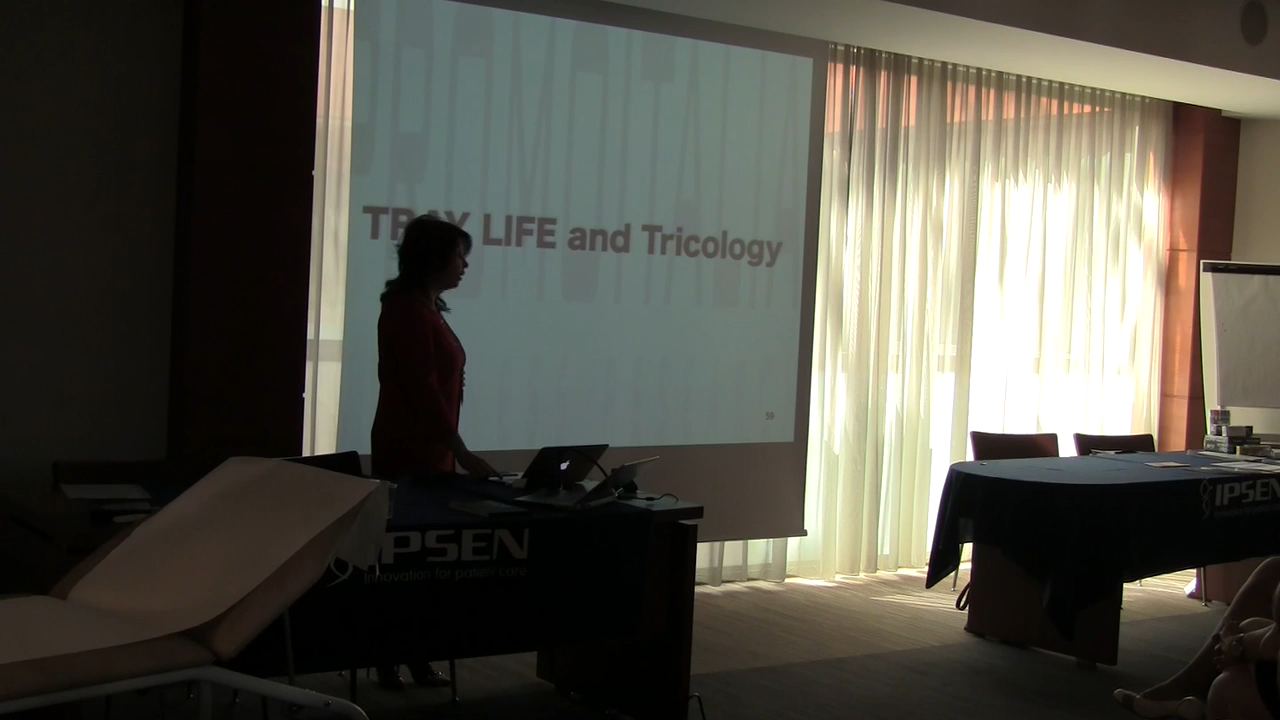 TRAY LIFE and Tricology
59
IPSEN
Innovation for patient care
IPSEN